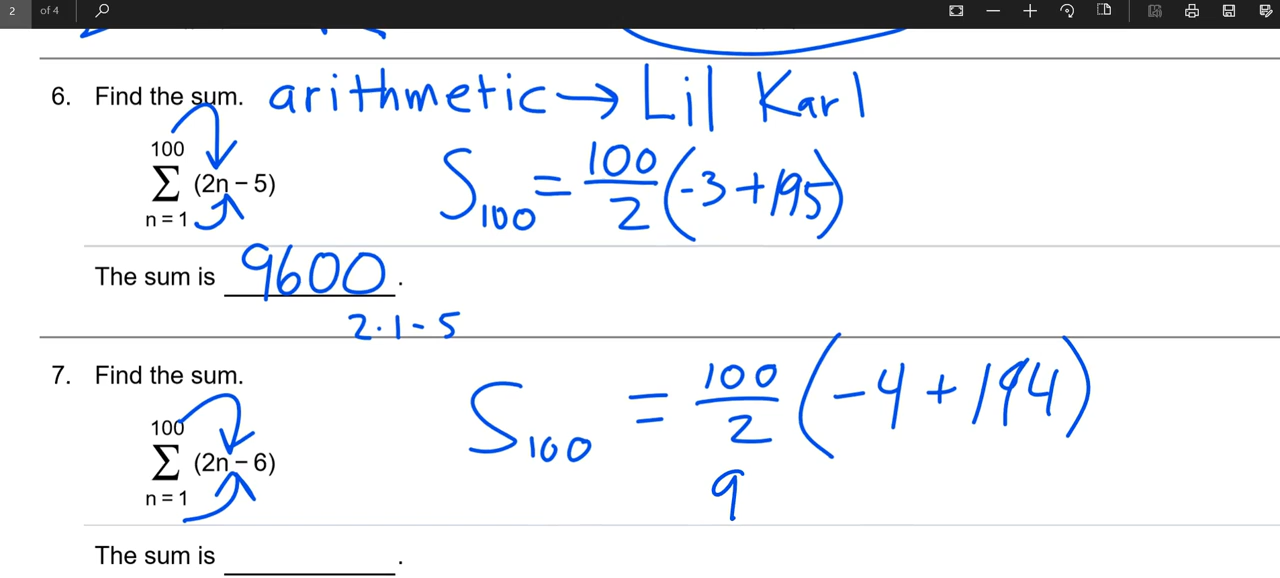 2 of 4
6. Find the sum. arithmetic → Lil Karl
100
Σ (2n − 5)
n = 1
S₁₀₀ = 100/2 (-3 + 195)
The sum is 9600.
2·1-5
7. Find the sum.
100
Σ (2n − 6)
n = 1
S₁₀₀ = 100/2 (-4 + 194)
9
The sum is ________.